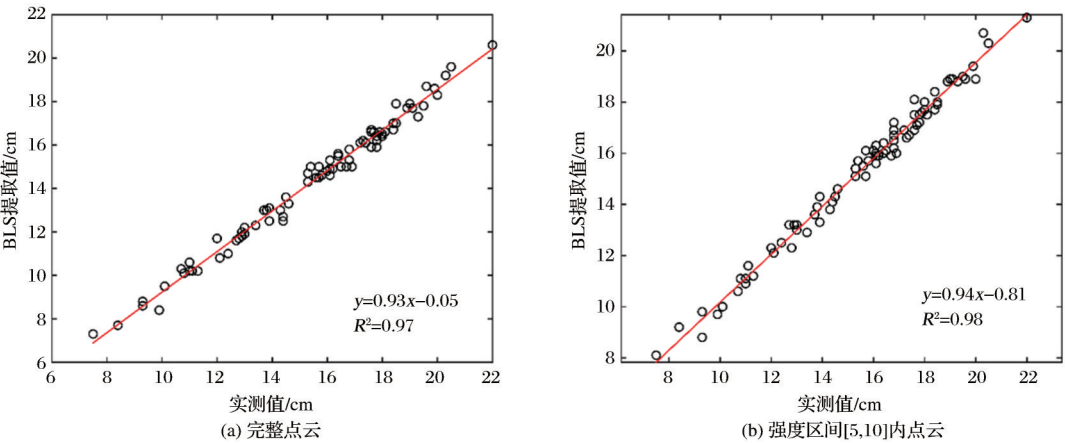 22
20
18
16
14
12
10
8
6
BLS提取值/cm
y=0.93x−0.05
R²=0.97
6 8 10 12 14 16 18 20 22
实测值/cm
(a) 完整点云
20
18
16
14
12
10
8
BLS提取值/cm
y=0.94x−0.81
R²=0.98
8 10 12 14 16 18 20 22
实测值/cm
(b) 强度区间[5,10]内点云